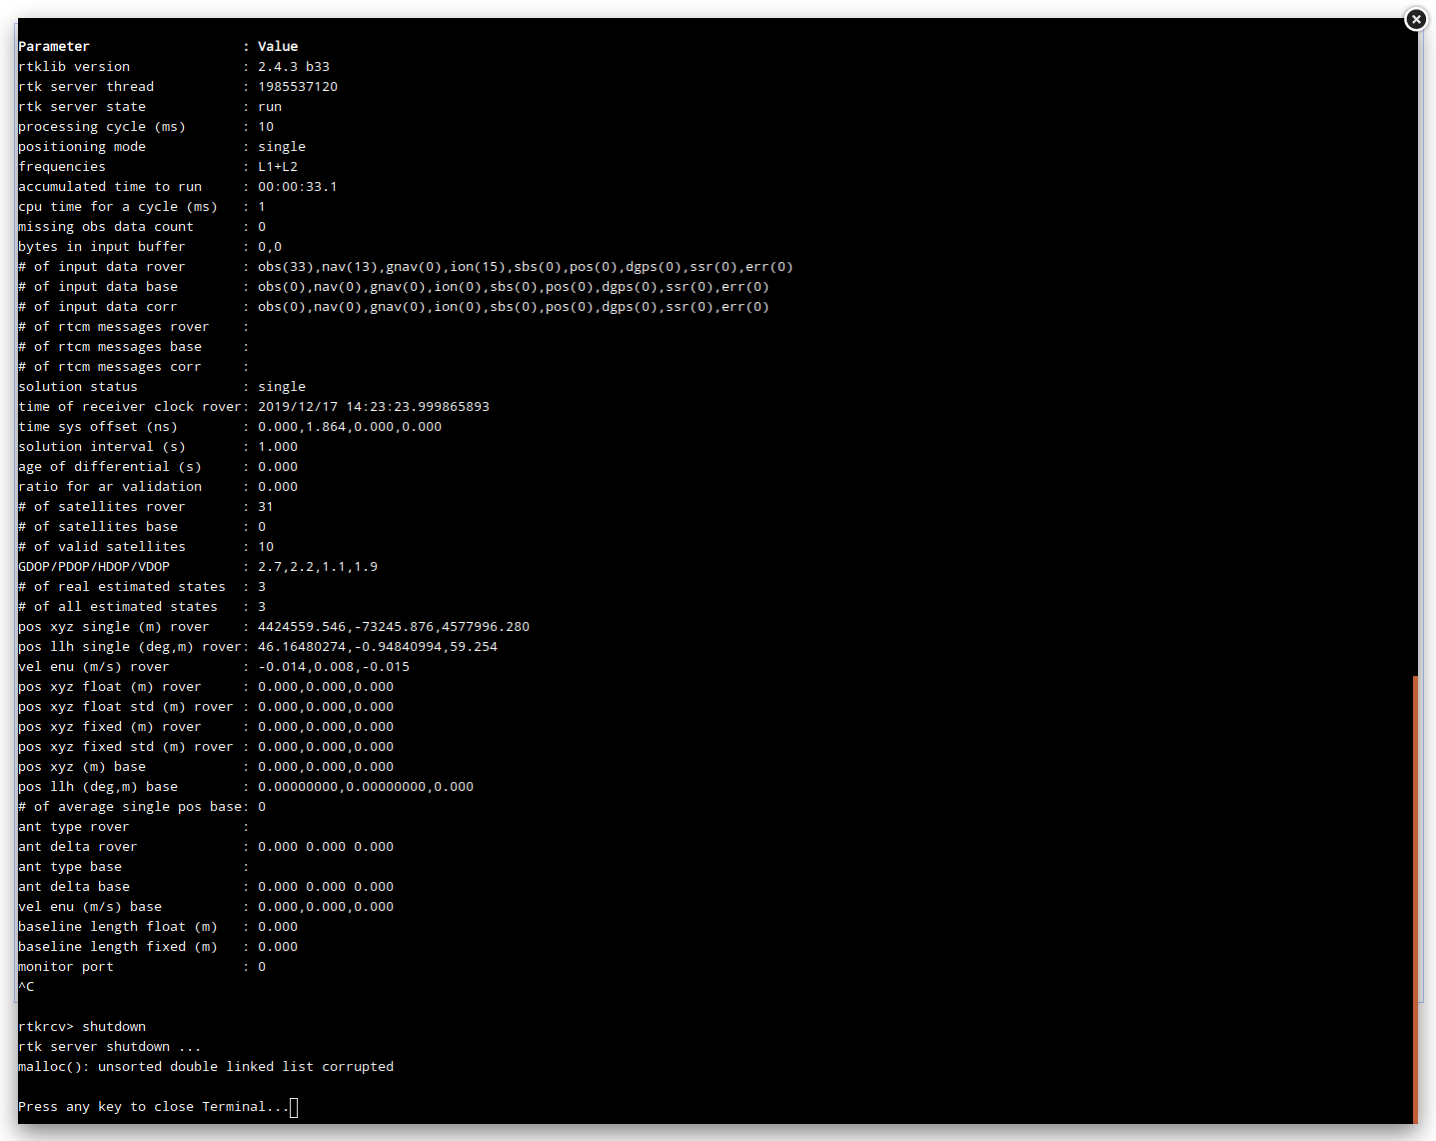 Parameter                   : Value
rtklib version              : 2.4.3 b33
rtk server thread           : 1985537120
rtk server state            : run
processing cycle (ms)       : 10
positioning mode            : single
frequencies                 : L1+L2
accumulated time to run     : 00:00:33.1
cpu time for a cycle (ms)   : 1
missing obs data count      : 0
bytes in input buffer       : 0,0
# of input data rover       : obs(33),nav(13),gnav(0),ion(15),sbs(0),pos(0),dgps(0),ssr(0),err(0)
# of input data base        : obs(0),nav(0),gnav(0),ion(0),sbs(0),pos(0),dgps(0),ssr(0),err(0)
# of input data corr        : obs(0),nav(0),gnav(0),ion(0),sbs(0),pos(0),dgps(0),ssr(0),err(0)
# of rtcm messages rover    :
# of rtcm messages base     :
# of rtcm messages corr     :
solution status             : single
time of receiver clock rover: 2019/12/17 14:23:23.999865893
time sys offset (ns)        : 0.000,1.864,0.000,0.000
solution interval (s)       : 1.000
age of differential (s)     : 0.000
ratio for ar validation     : 0.000
# of satellites rover       : 31
# of satellites base        : 0
# of valid satellites       : 10
GDOP/PDOP/HDOP/VDOP         : 2.7,2.2,1.1,1.9
# of real estimated states  : 3
# of all estimated states   : 3
pos xyz single (m) rover    : 4424559.546,-73245.876,4577996.280
pos llh single (deg,m) rover: 46.16480274,-0.94840994,59.254
vel enu (m/s) rover         : -0.014,0.008,-0.015
pos xyz float (m) rover     : 0.000,0.000,0.000
pos xyz float std (m) rover : 0.000,0.000,0.000
pos xyz fixed (m) rover     : 0.000,0.000,0.000
pos xyz fixed std (m) rover : 0.000,0.000,0.000
pos xyz (m) base            : 0.000,0.000,0.000
pos llh (deg,m) base        : 0.00000000,0.00000000,0.000
# of average single pos base: 0
ant type rover              :
ant delta rover             : 0.000 0.000 0.000
ant type base               :
ant delta base              : 0.000 0.000 0.000
vel enu (m/s) base          : 0.000,0.000,0.000
baseline length float (m)   : 0.000
baseline length fixed (m)   : 0.000
monitor port                : 0
^C
rtkrcv> shutdown
rtk server shutdown ...
malloc(): unsorted double linked list corrupted
Press any key to close Terminal...